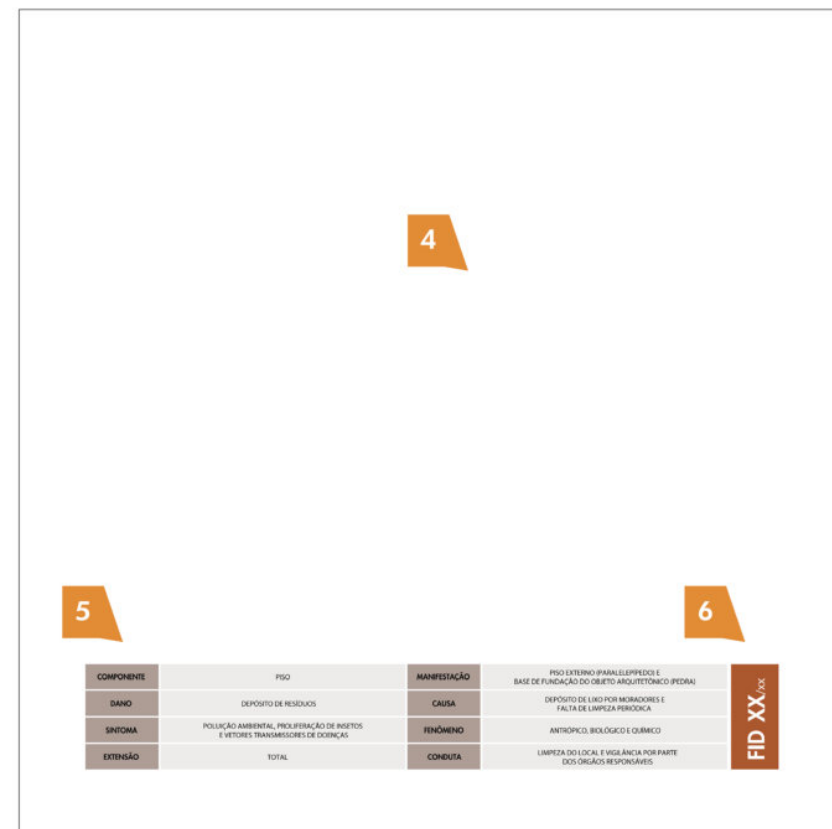 4
5
6
COMPONENTE
PISO
MANIFESTAÇÃO
PISO EXTERNO (PARALELEPÍPEDO) E
BASE DE FUNDAÇÃO DO OBJETO ARQUITETÔNICO (PEDRA)
DANO
DEPÓSITO DE RESÍDUOS
CAUSA
DEPÓSITO DE LIXO POR MORADORES E
FALTA DE LIMPEZA PERIÓDICA
SINTOMA
POLUIÇÃO AMBIENTAL, PROLIFERAÇÃO DE INSETOS
E VETORES TRANSMISSORES DE DOENÇAS
FENÔMENO
ANTRÓPICO, BIOLÓGICO E QUÍMICO
EXTENSÃO
TOTAL
CONDUTA
LIMPEZA DO LOCAL E VIGILÂNCIA POR PARTE
DOS ÓRGÃOS RESPONSÁVEIS
FID XX/xx